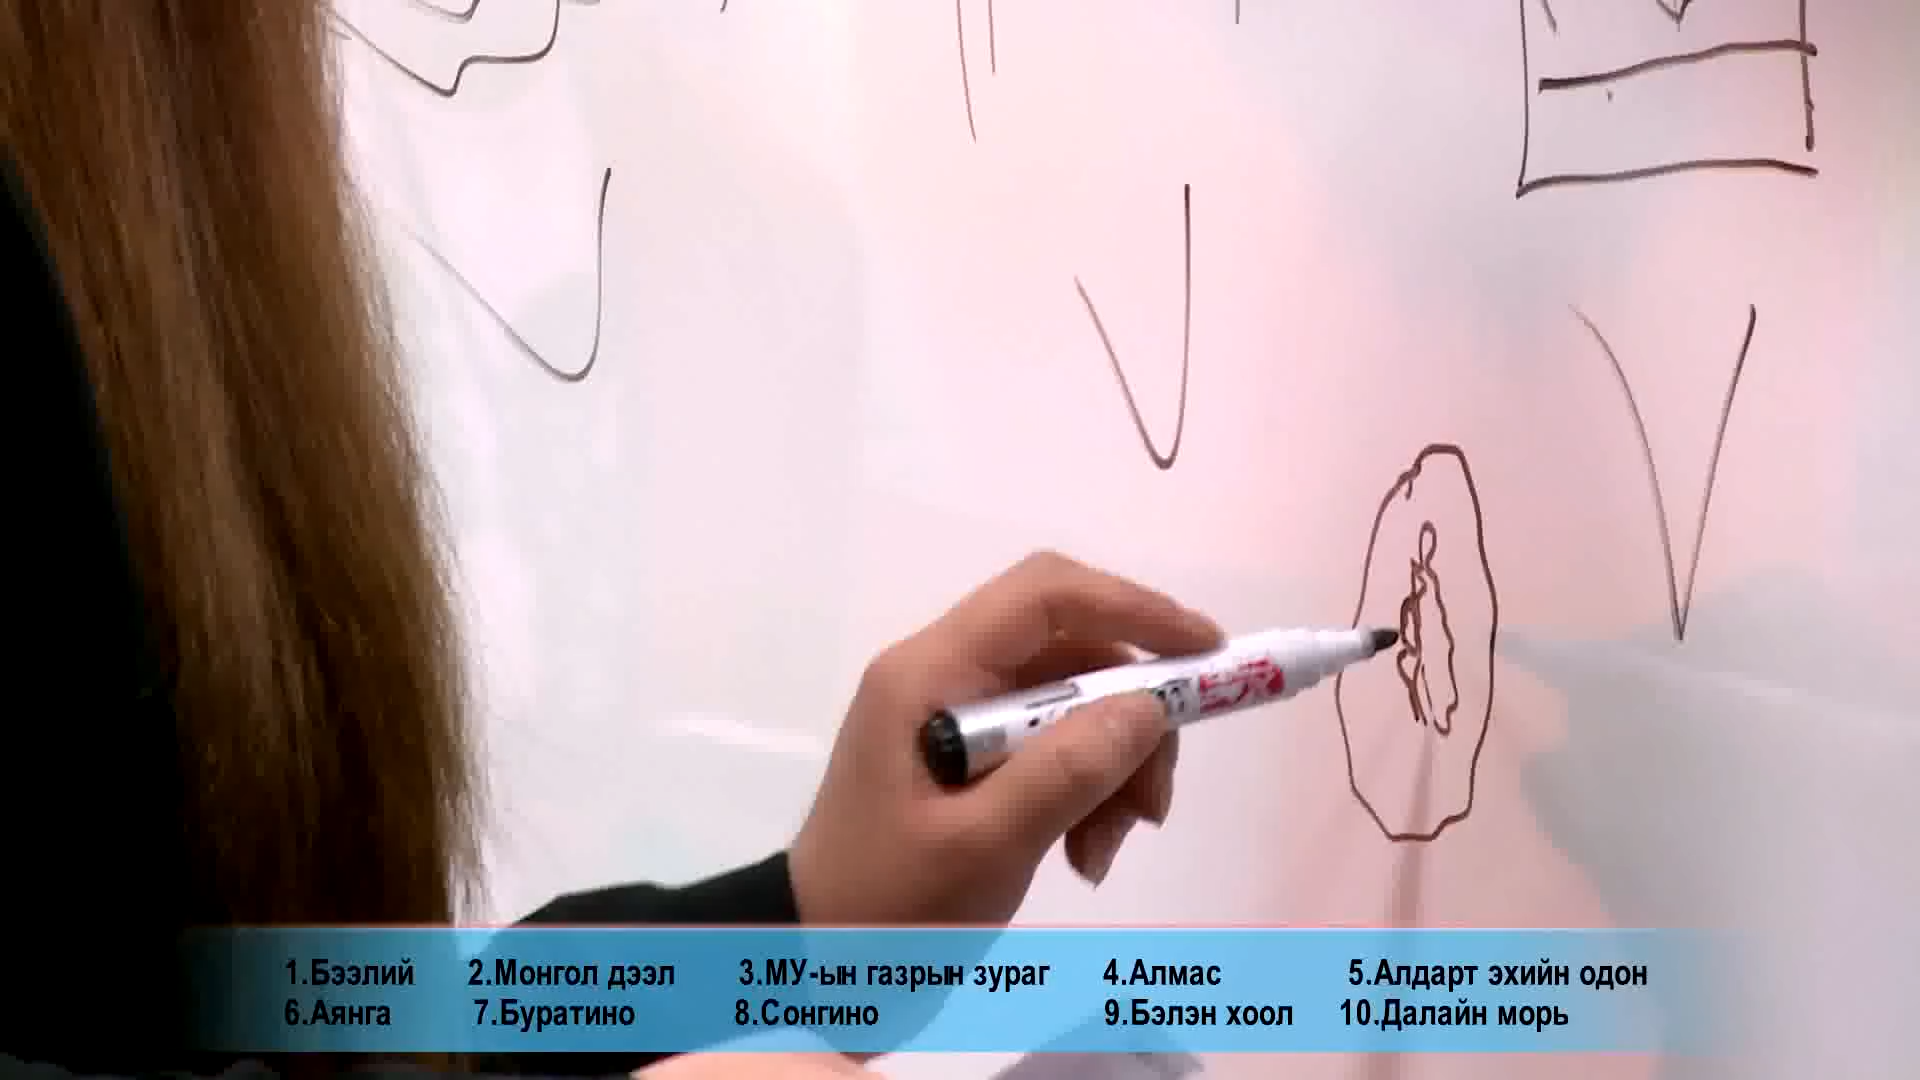 1.Бээлий 2.Монгол дээл 3.МУ-ын газрын зураг 4.Алмас 5.Алдарт эхийн одон
6.Аянга 7.Буратино 8.Сонгино 9.Бэлэн хоол 10.Далайн морь